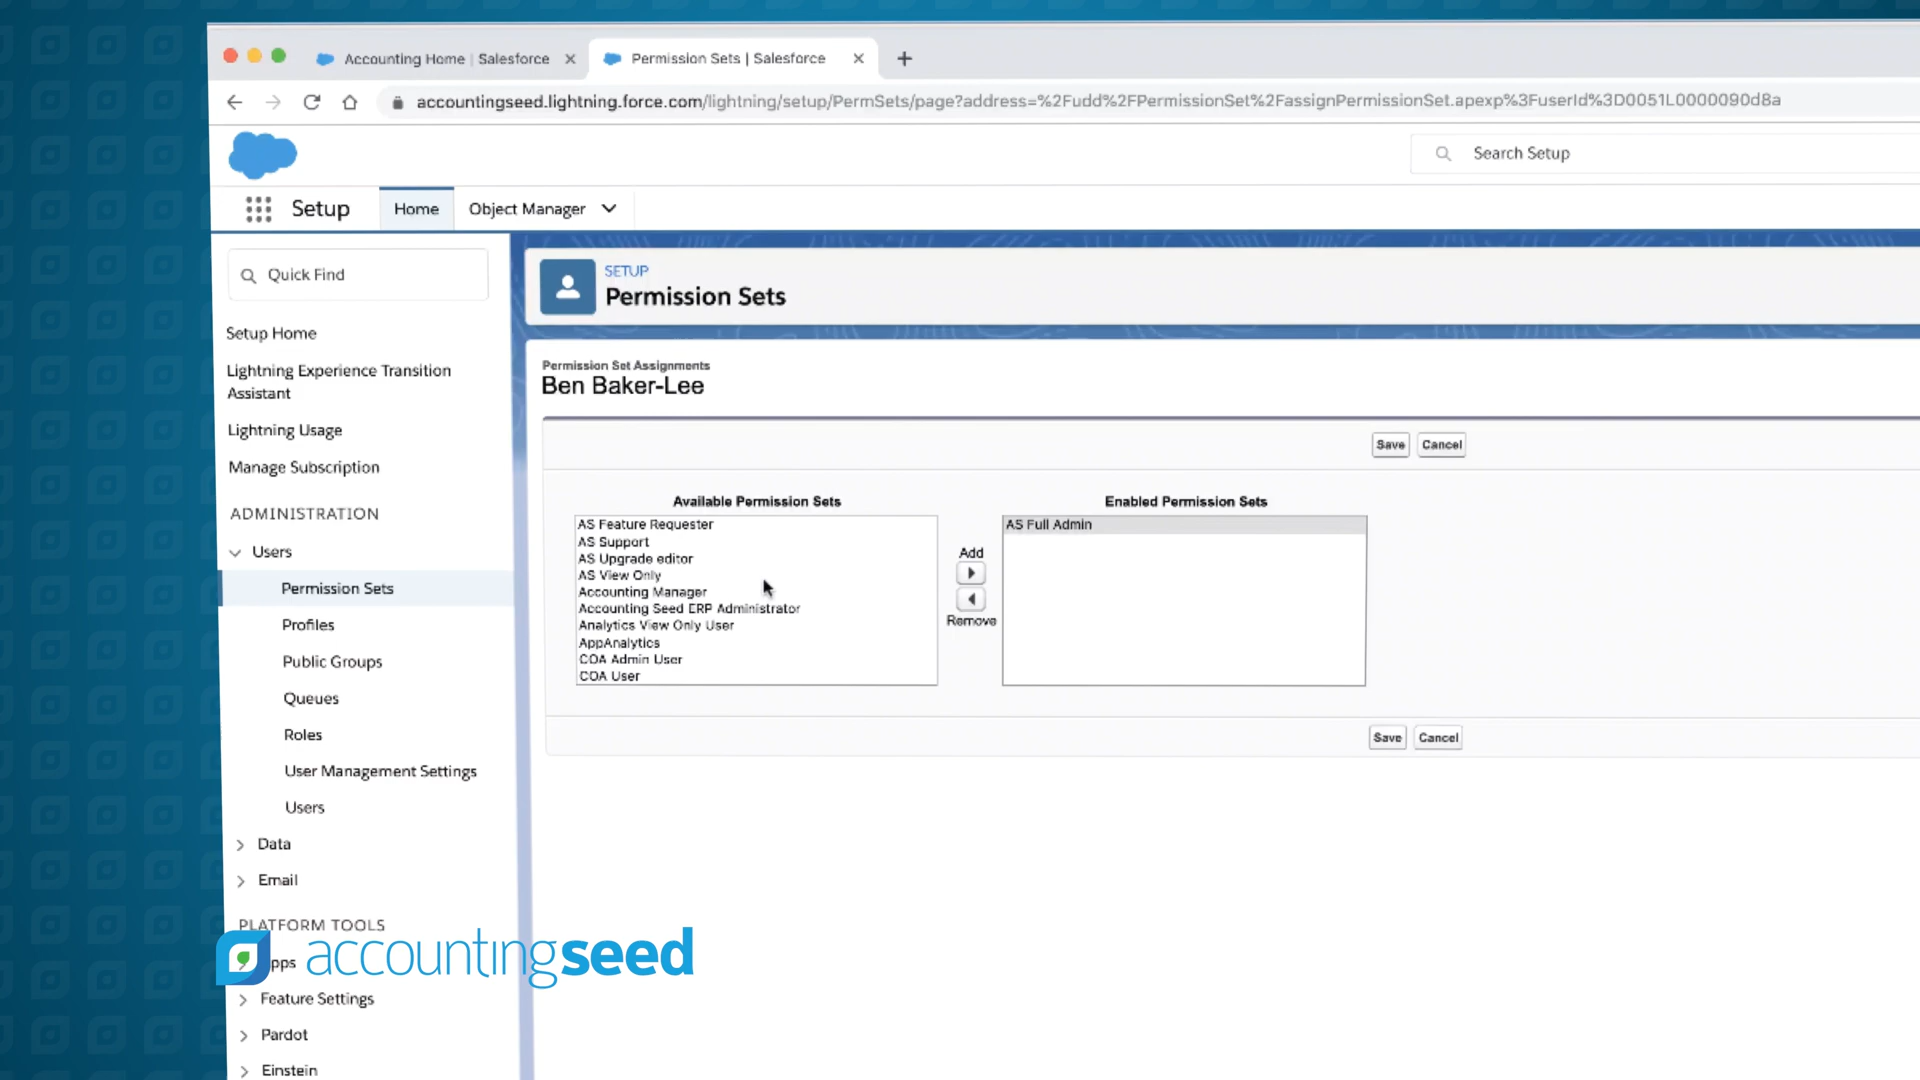 Accounting Home | Salesforce
Permission Sets | Salesforce
accountingseed.lightning.force.com/lightning/setup/PermSets/page?address=%2Fudd%2FPermissionSet%2FassignPermissionSet.apexp%3FuserId%3D0051L0000090d8a
Search Setup
Setup
Home
Object Manager
Quick Find
Setup Home
Lightning Experience Transition
Assistant
Lightning Usage
Manage Subscription
ADMINISTRATION
Users
Permission Sets
Profiles
Public Groups
Queues
Roles
User Management Settings
Users
Data
Email
PLATFORM TOOLS
pps
Feature Settings
Pardot
Einstein
SETUP
Permission Sets
Permission Set Assignments
Ben Baker-Lee
Save
Cancel
Available Permission Sets
AS Feature Requester
AS Support
AS Upgrade editor
AS View Only
Accounting Manager
Accounting Seed ERP Administrator
Analytics View Only User
AppAnalytics
COA Admin User
COA User
Add
Remove
Enabled Permission Sets
AS Full Admin
Save
Cancel
accountingseed